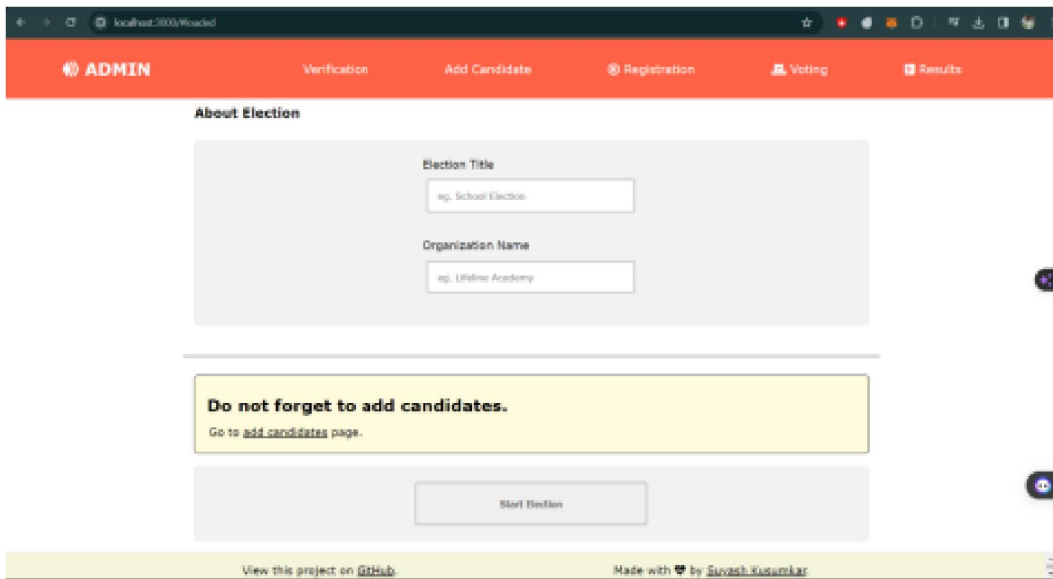 localhost:3000/#loaded
ADMIN Verification Add Candidate Registration Voting Results
About Election
Election Title
eg. School Election
Organization Name
eg. Lifeline Academy
Do not forget to add candidates.
Go to add candidates page.
Start Election
View this project on GitHub. Made with by Suyash Kusumkar.